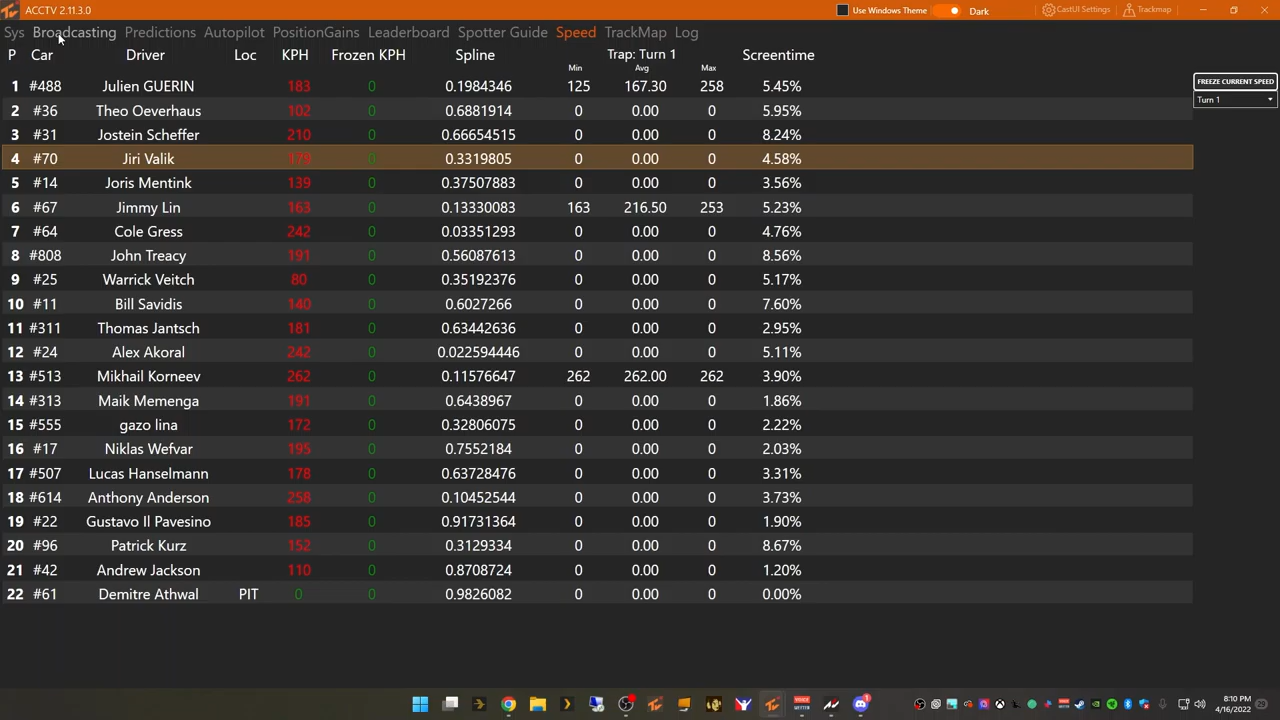 ACCTV 2.11.3.0 Use Windows Theme Dark CastUI Settings Trackmap
Sys Broadcasting Predictions Autopilot PositionGains Leaderboard Spotter Guide Speed TrackMap Log
P Car Driver Loc KPH Frozen KPH Spline Trap: Turn 1 Screentime
Min Avg Max
FREEZE CURRENT SPEED
Turn 1
1 #488 Julien GUERIN 183 0 0.1984346 125 167.30 258 5.45%
2 #36 Theo Oeverhaus 102 0 0.6881914 0 0.00 0 5.95%
3 #31 Jostein Scheffer 210 0 0.66654515 0 0.00 0 8.24%
4 #70 Jiri Valik 179 0 0.3319805 0 0.00 0 4.58%
5 #14 Joris Mentink 139 0 0.37507883 0 0.00 0 3.56%
6 #67 Jimmy Lin 163 0 0.13330083 163 216.50 253 5.23%
7 #64 Cole Gress 242 0 0.03351293 0 0.00 0 4.76%
8 #808 John Treacy 191 0 0.56087613 0 0.00 0 8.56%
9 #25 Warrick Veitch 80 0 0.35192376 0 0.00 0 5.17%
10 #11 Bill Savidis 140 0 0.6027266 0 0.00 0 7.60%
11 #311 Thomas Jantsch 181 0 0.63442636 0 0.00 0 2.95%
12 #24 Alex Akoral 242 0 0.022594446 0 0.00 0 5.11%
13 #513 Mikhail Korneev 262 0 0.11576647 262 262.00 262 3.90%
14 #313 Maik Memenga 191 0 0.6438967 0 0.00 0 1.86%
15 #555 gazo lina 172 0 0.32806075 0 0.00 0 2.22%
16 #17 Niklas Wefvar 195 0 0.7552184 0 0.00 0 2.03%
17 #507 Lucas Hanselmann 178 0 0.63728476 0 0.00 0 3.31%
18 #614 Anthony Anderson 258 0 0.10452544 0 0.00 0 3.73%
19 #22 Gustavo Il Pavesino 185 0 0.91731364 0 0.00 0 1.90%
20 #96 Patrick Kurz 152 0 0.3129334 0 0.00 0 8.67%
21 #42 Andrew Jackson 110 0 0.8708724 0 0.00 0 1.20%
22 #61 Demitre Athwal PIT 0 0 0.9826082 0 0.00 0 0.00%
8:10 PM
4/16/2022